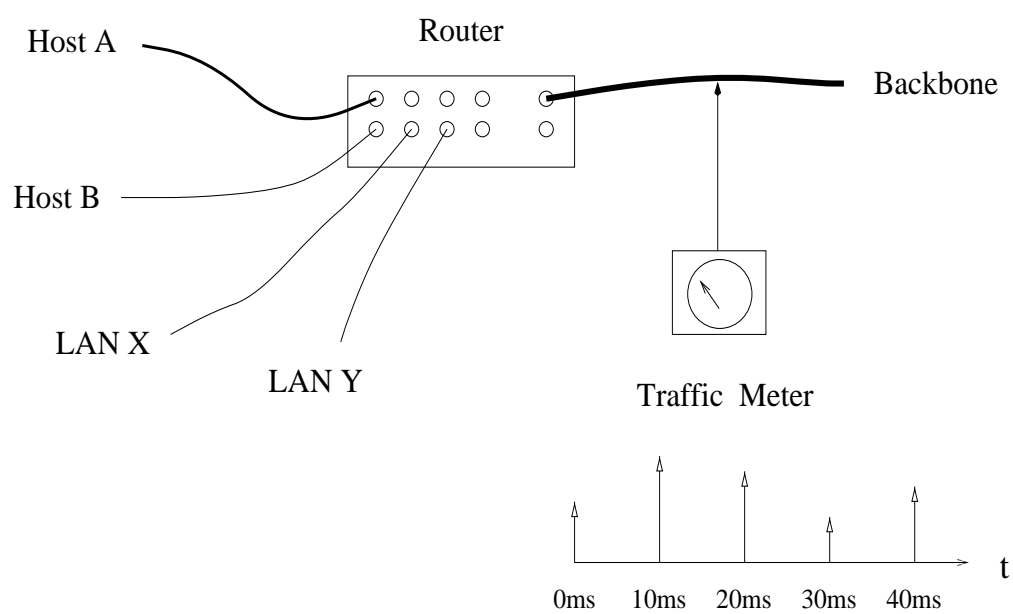 Router
Host A
Backbone
Host B
LAN X
LAN Y
Traffic Meter
t
0ms 10ms 20ms 30ms 40ms